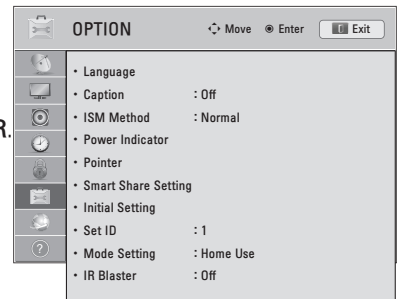 OPTION Move Enter Exit
R.
• Language
• Caption : Off
• ISM Method : Normal
• Power Indicator
• Pointer
• Smart Share Setting
• Initial Setting
• Set ID : 1
• Mode Setting : Home Use
• IR Blaster : Off
?